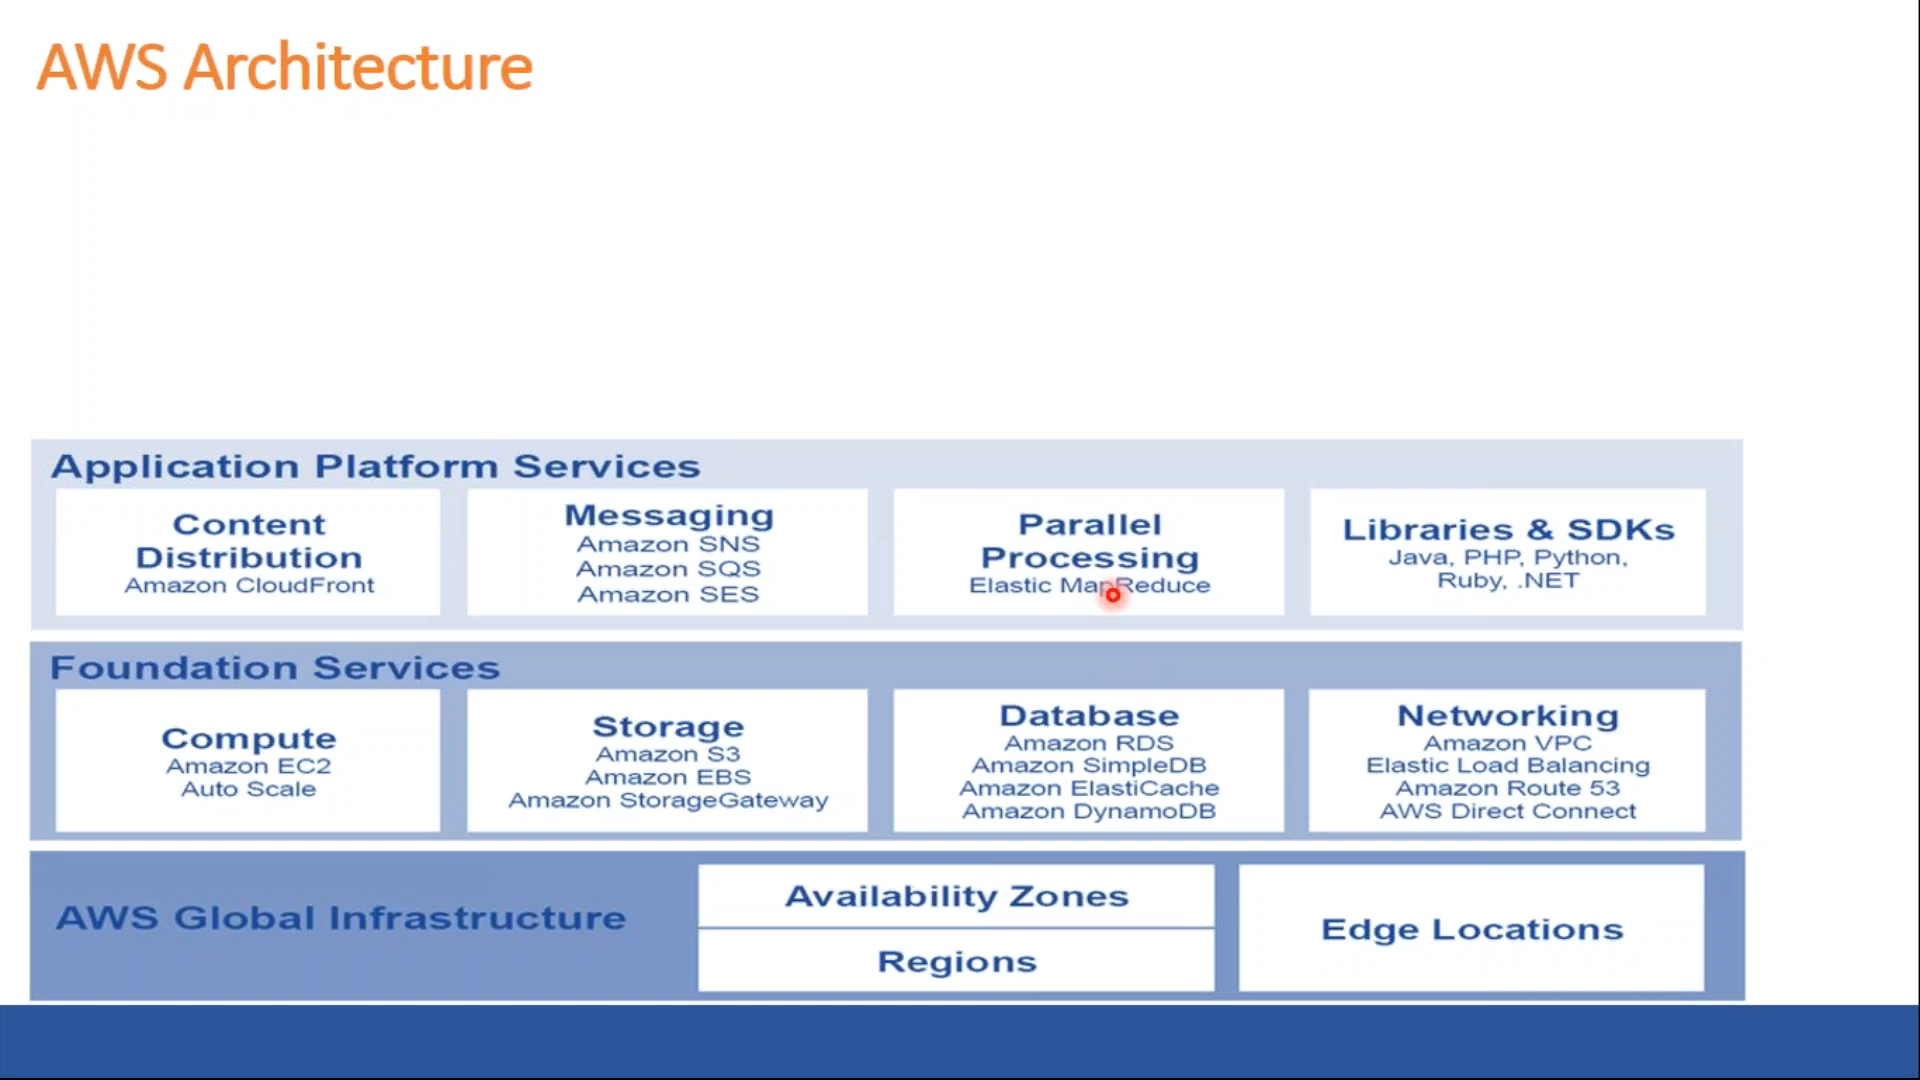 AWS Architecture
Application Platform Services
Content
Distribution
Amazon CloudFront
Messaging
Amazon SNS
Amazon SQS
Amazon SES
Parallel
Processing
Elastic MapReduce
Libraries & SDKs
Java, PHP, Python,
Ruby, .NET
Foundation Services
Compute
Amazon EC2
Auto Scale
Storage
Amazon S3
Amazon EBS
Amazon StorageGateway
Database
Amazon RDS
Amazon SimpleDB
Amazon ElastiCache
Amazon DynamoDB
Networking
Amazon VPC
Elastic Load Balancing
Amazon Route 53
AWS Direct Connect
AWS Global Infrastructure
Availability Zones
Regions
Edge Locations